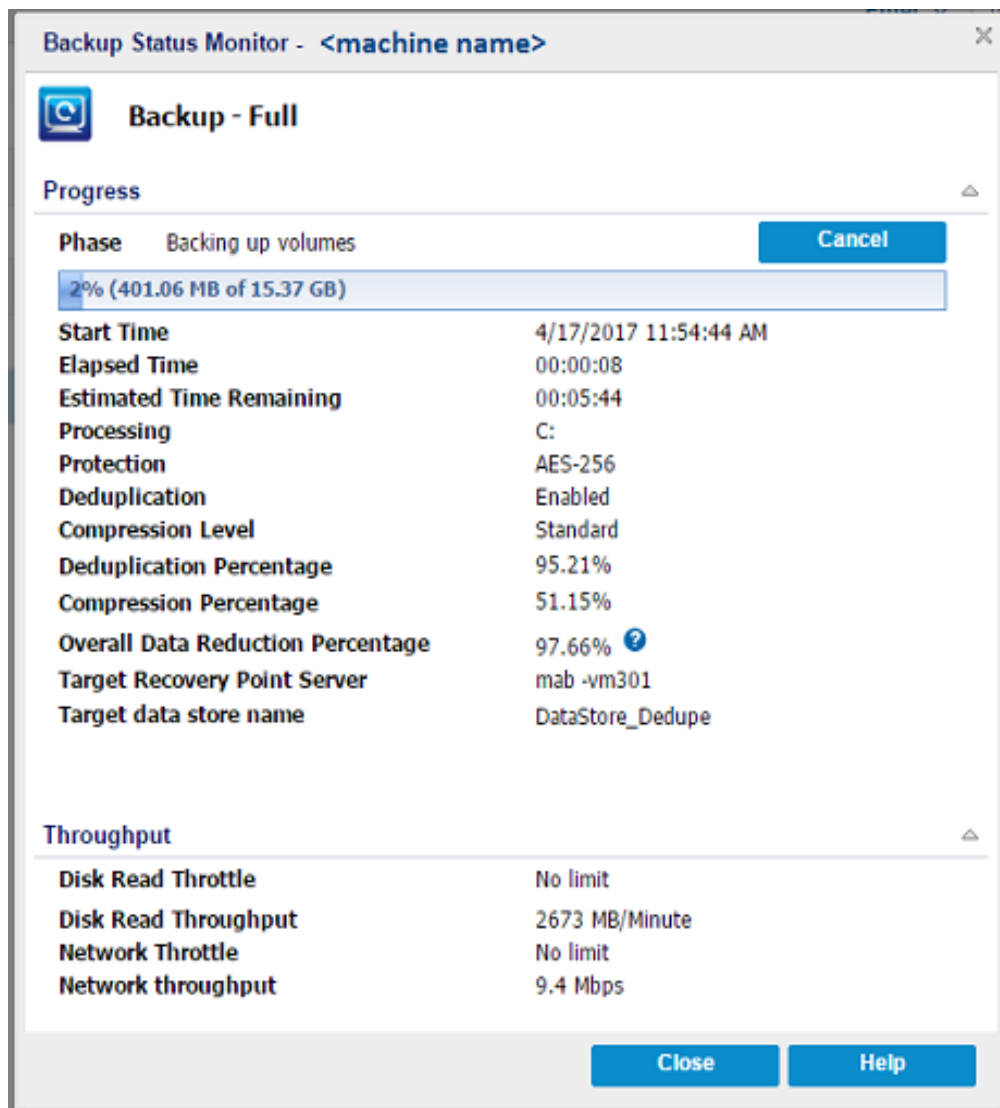 Backup Status Monitor - <machine name>
Backup - Full
Progress
Phase Backing up volumes Cancel
2% (401.06 MB of 15.37 GB)
Start Time 4/17/2017 11:54:44 AM
Elapsed Time 00:00:08
Estimated Time Remaining 00:05:44
Processing C:
Protection AES-256
Deduplication Enabled
Compression Level Standard
Deduplication Percentage 95.21%
Compression Percentage 51.15%
Overall Data Reduction Percentage 97.66% ?
Target Recovery Point Server mab -vm301
Target data store name DataStore_Dedupe
Throughput
Disk Read Throttle No limit
Disk Read Throughput 2673 MB/Minute
Network Throttle No limit
Network throughput 9.4 Mbps
Close Help